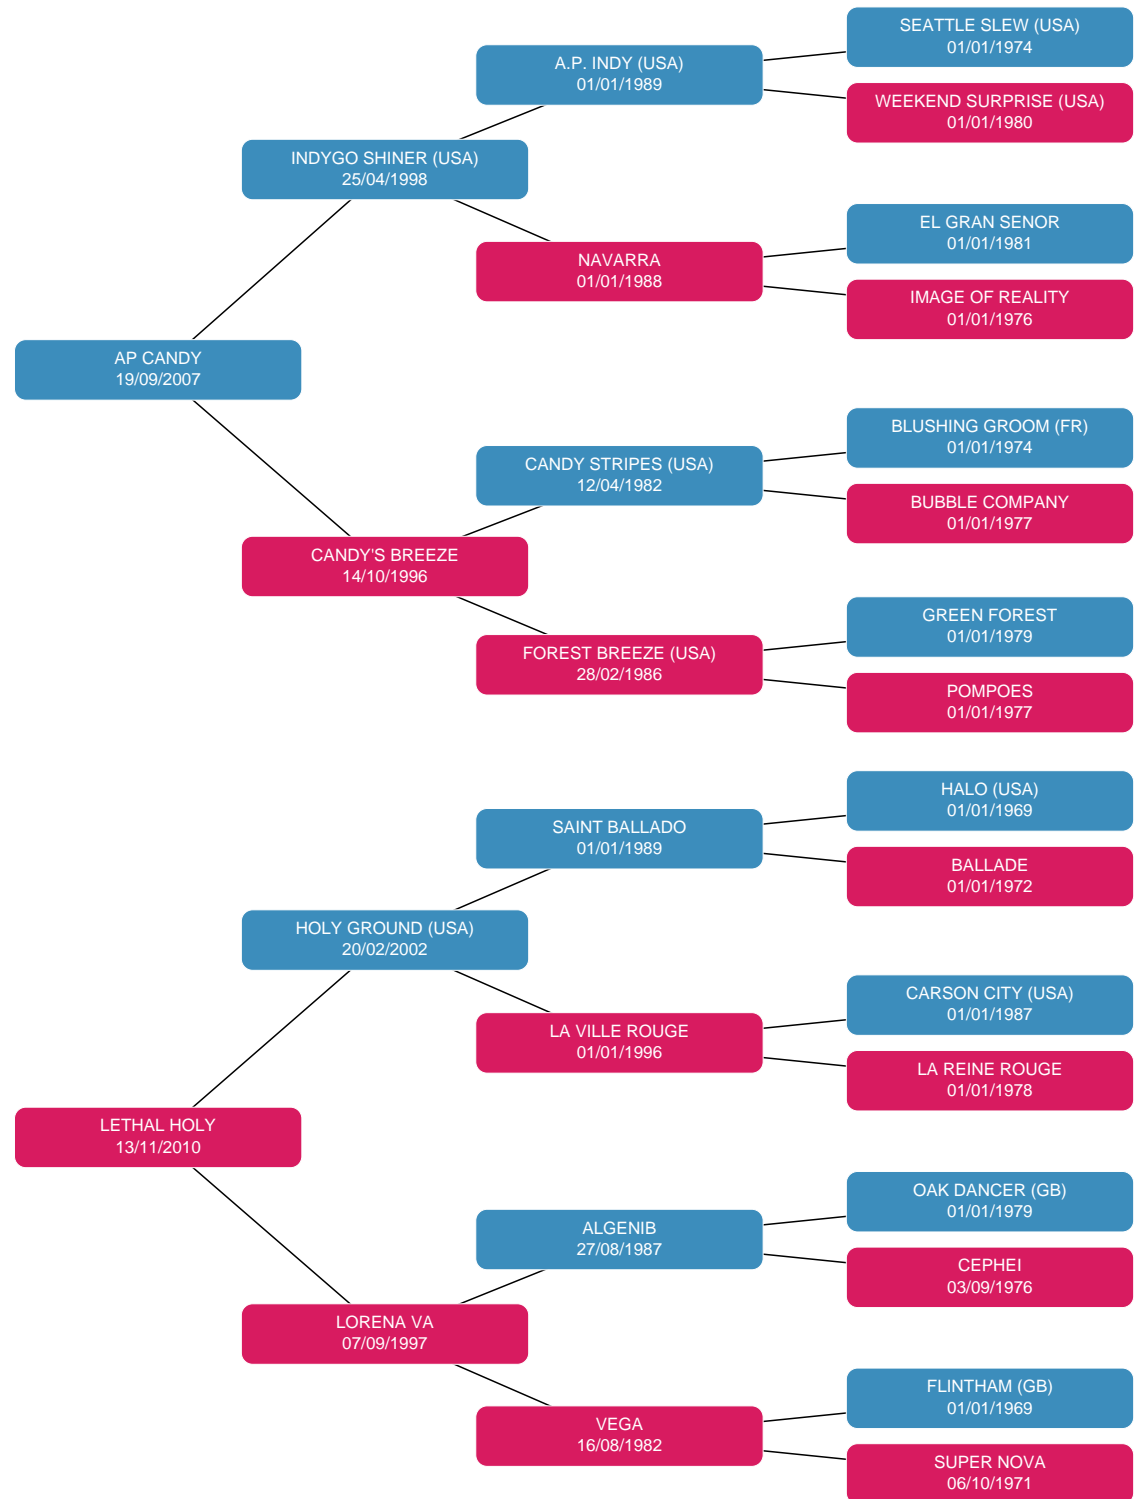 SEATTLE SLEW (USA)
01/01/1974
A.P. INDY (USA)
01/01/1989
WEEKEND SURPRISE (USA)
01/01/1980
INDYGO SHINER (USA)
25/04/1998
EL GRAN SENOR
01/01/1981
NAVARRA
01/01/1988
IMAGE OF REALITY
01/01/1976
AP CANDY
19/09/2007
BLUSHING GROOM (FR)
01/01/1974
CANDY STRIPES (USA)
12/04/1982
BUBBLE COMPANY
01/01/1977
CANDY'S BREEZE
14/10/1996
GREEN FOREST
01/01/1979
FOREST BREEZE (USA)
28/02/1986
POMPOES
01/01/1977
HALO (USA)
01/01/1969
SAINT BALLADO
01/01/1989
BALLADE
01/01/1972
HOLY GROUND (USA)
20/02/2002
CARSON CITY (USA)
01/01/1987
LA VILLE ROUGE
01/01/1996
LA REINE ROUGE
01/01/1978
LETHAL HOLY
13/11/2010
OAK DANCER (GB)
01/01/1979
ALGENIB
27/08/1987
CEPHEI
03/09/1976
LORENA VA
07/09/1997
FLINTHAM (GB)
01/01/1969
VEGA
16/08/1982
SUPER NOVA
06/10/1971